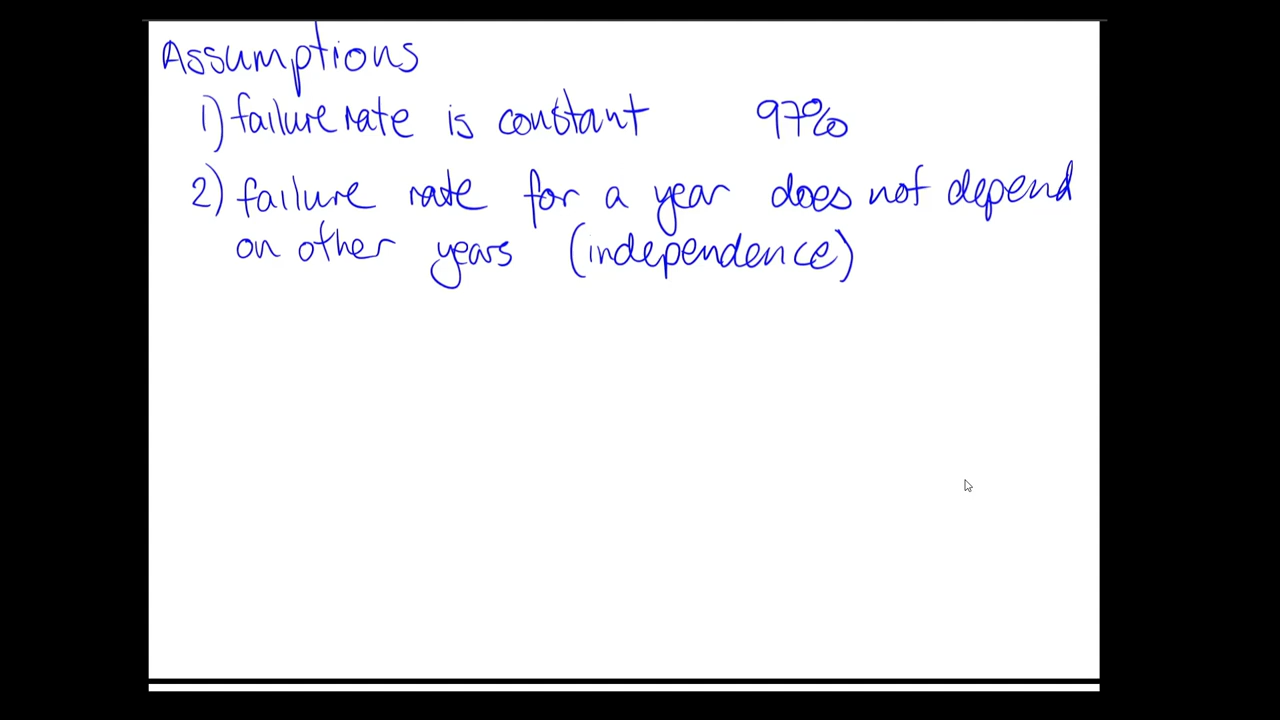 Assumptions
1) failure rate is constant 97%
2) failure rate for a year does not depend
on other years (independence)